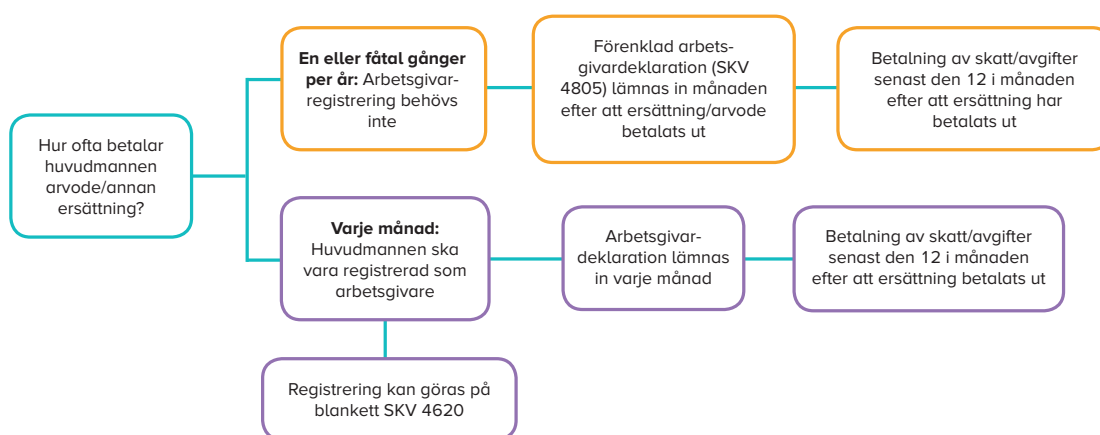 Hur ofta betalar
huvudmannen
arvode/annan
ersättning?
En eller fåtal gånger
per år: Arbetsgivar-
registrering behövs
inte
Förenklad arbets-
givardeklaration (SKV
4805) lämnas in månaden
efter att ersättning/arvode
betalats ut
Betalning av skatt/avgifter
senast den 12 i månaden
efter att ersättning har
betalats ut
Varje månad:
Huvudmannen ska
vara registrerad som
arbetsgivare
Arbetsgivar-
deklaration lämnas
in varje månad
Betalning av skatt/avgifter
senast den 12 i månaden
efter att ersättning betalats ut
Registrering kan göras på
blankett SKV 4620